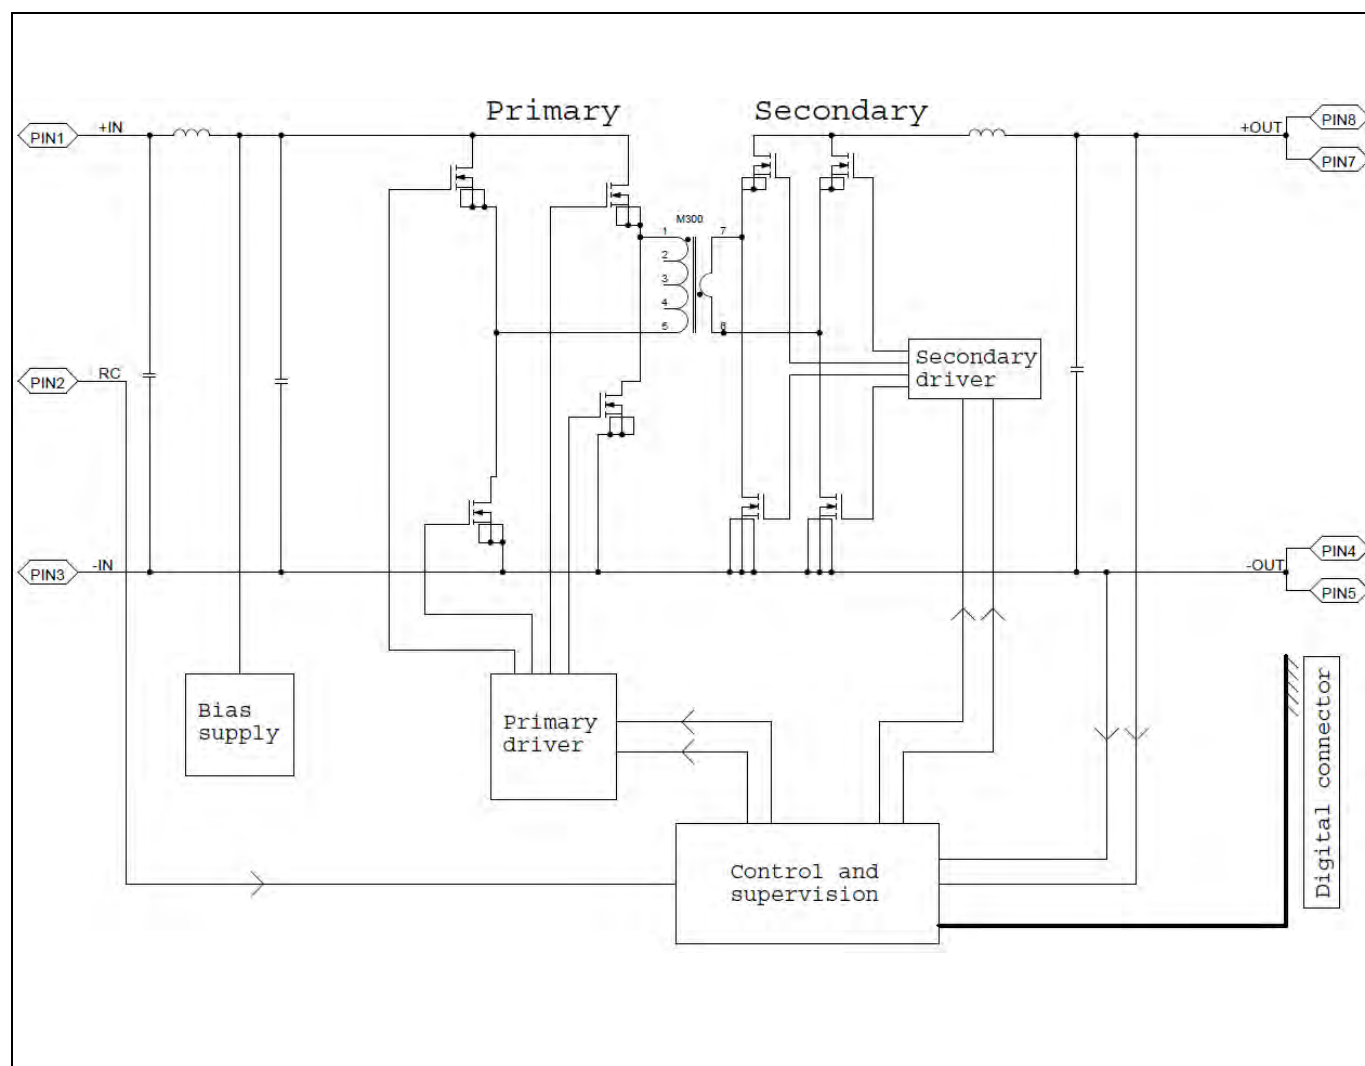 Primary
Secondary
PIN1
+IN
+OUT
PIN8
PIN7
M300
1
2
3
4
5
7
8
PIN2
RC
Secondary
driver
PIN3
-IN
-OUT
PIN4
PIN5
Bias
supply
Primary
driver
Control and
supervision
Digital connector